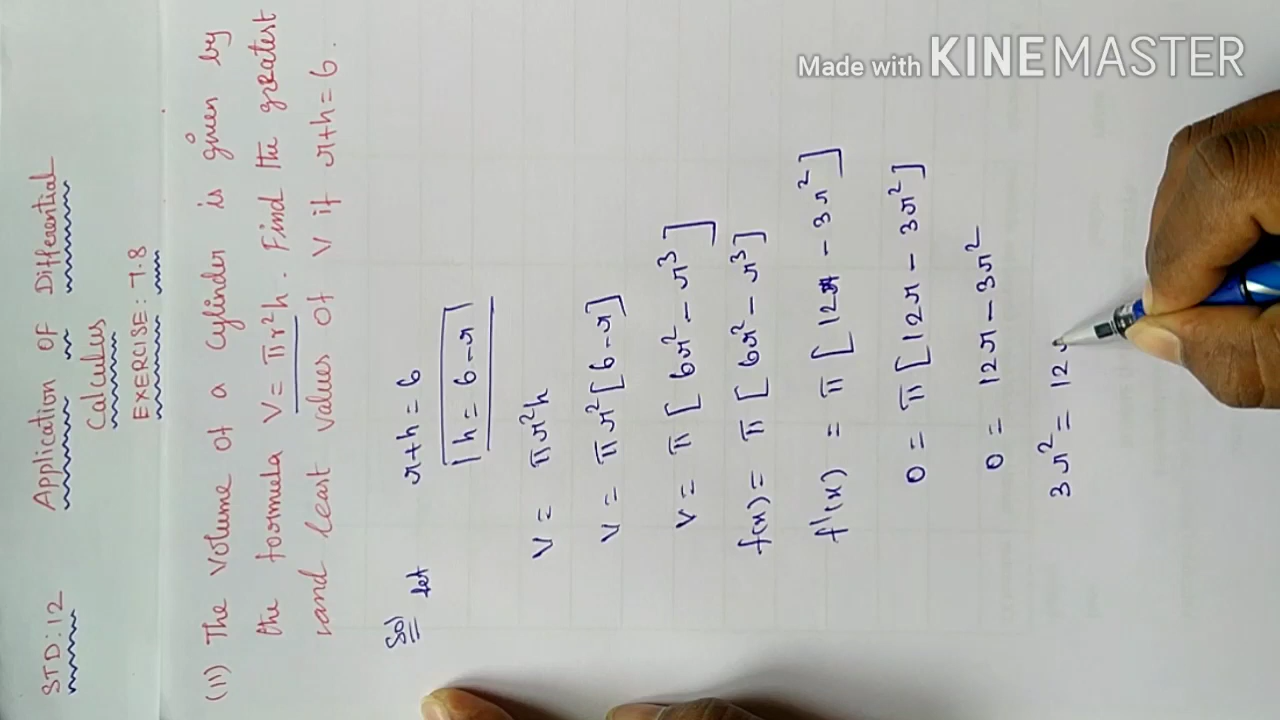 STD: 12 Application of Differential
Calculus
EXERCISE: 7.8
(11) The volume of a cylinder is given by
the formula V = πr²h. Find the greatest
and least values of V if r+h = 6.
Sol
let r+h = 6
h = 6-r
V = πr²h
V = πr²[6-r]
V = π[6r² - r³]
f(x) = π[6r² - r³]
f'(x) = π[12r - 3r²]
0 = π[12r - 3r²]
0 = 12r - 3r²
3r² = 12r
Made with KINEMASTER